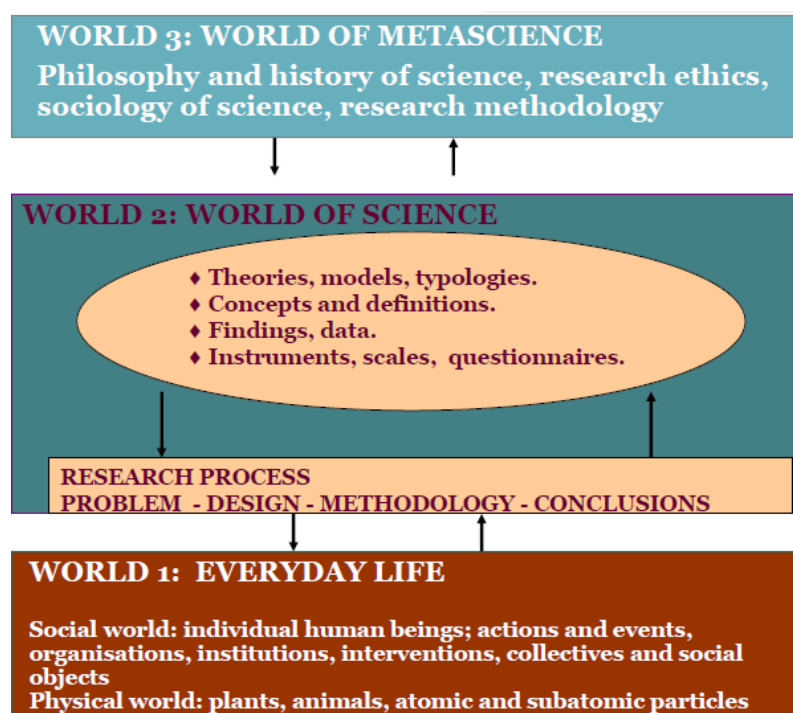 WORLD 3: WORLD OF METASCIENCE
Philosophy and history of science, research ethics,
sociology of science, research methodology
WORLD 2: WORLD OF SCIENCE
♦ Theories, models, typologies.
♦ Concepts and definitions.
♦ Findings, data.
♦ Instruments, scales, questionnaires.
RESEARCH PROCESS
PROBLEM - DESIGN - METHODOLOGY - CONCLUSIONS
WORLD 1: EVERYDAY LIFE
Social world: individual human beings; actions and events,
organisations, institutions, interventions, collectives and social
objects
Physical world: plants, animals, atomic and subatomic particles